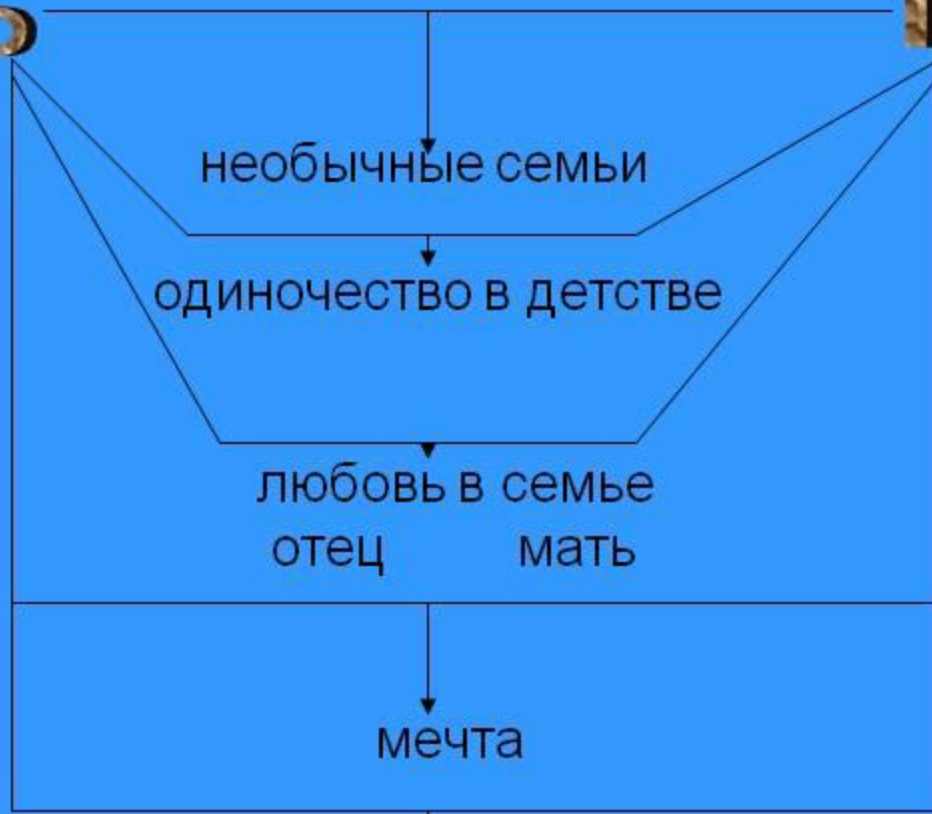 необычные семьи
одиночество в детстве
любовь в семье
отец мать
мечта